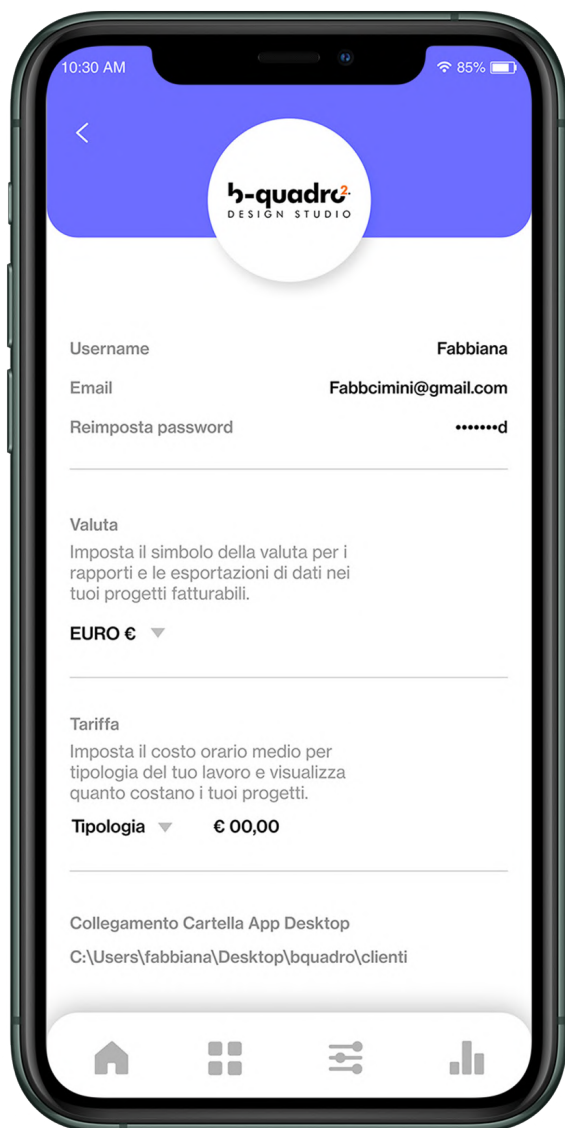 10:30 AM 85%
b-quadro2.
DESIGN STUDIO
Username Fabbiana
Email Fabbcimini@gmail.com
Reimposta password •••••••d
Valuta
Imposta il simbolo della valuta per i
rapporti e le esportazioni di dati nei
tuoi progetti fatturabili.
EURO €
Tariffa
Imposta il costo orario medio per
tipologia del tuo lavoro e visualizza
quanto costano i tuoi progetti.
Tipologia € 00,00
Collegamento Cartella App Desktop
C:\Users\fabbiana\Desktop\bquadro\clienti